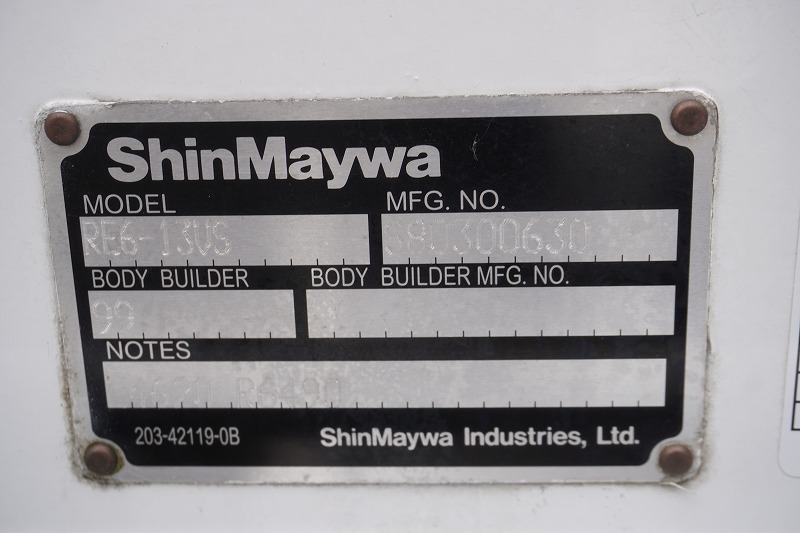 ShinMaywa
MODEL MFG. NO.
RE6-13VS 680300630
BODY BUILDER BODY BUILDER MFG. NO.
99
NOTES
203-42119-0B ShinMaywa Industries, Ltd.